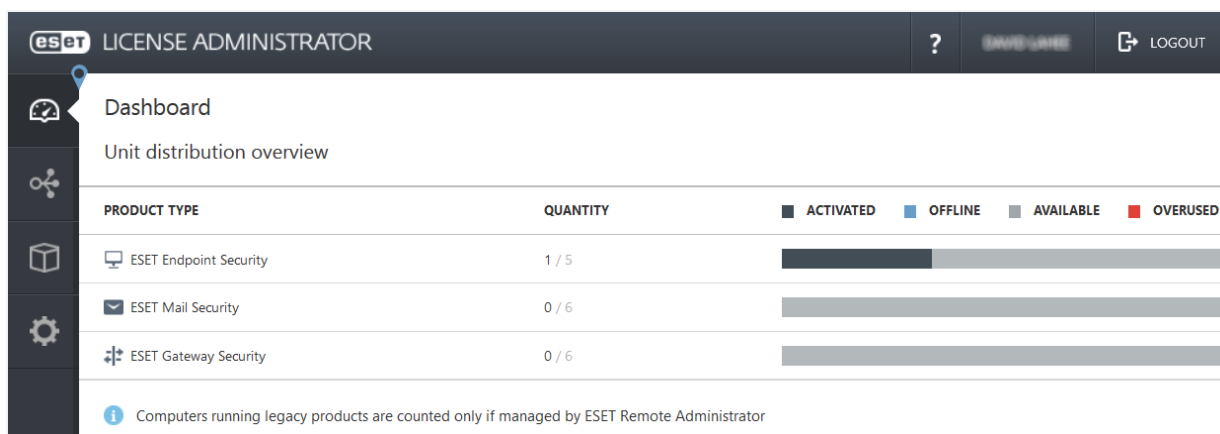 eset LICENSE ADMINISTRATOR ? LOGOUT
Dashboard
Unit distribution overview
PRODUCT TYPE QUANTITY ACTIVATED OFFLINE AVAILABLE OVERUSED
ESET Endpoint Security 1 / 5
ESET Mail Security 0 / 6
ESET Gateway Security 0 / 6
i Computers running legacy products are counted only if managed by ESET Remote Administrator